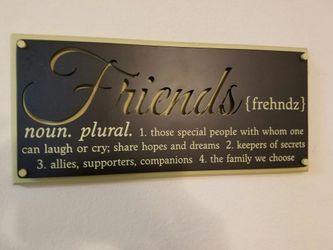 Friends {frehndz}
noun. plural. 1. those special people with whom one
can laugh or cry; share hopes and dreams 2. keepers of secrets
3. allies, supporters, companions 4. the family we choose